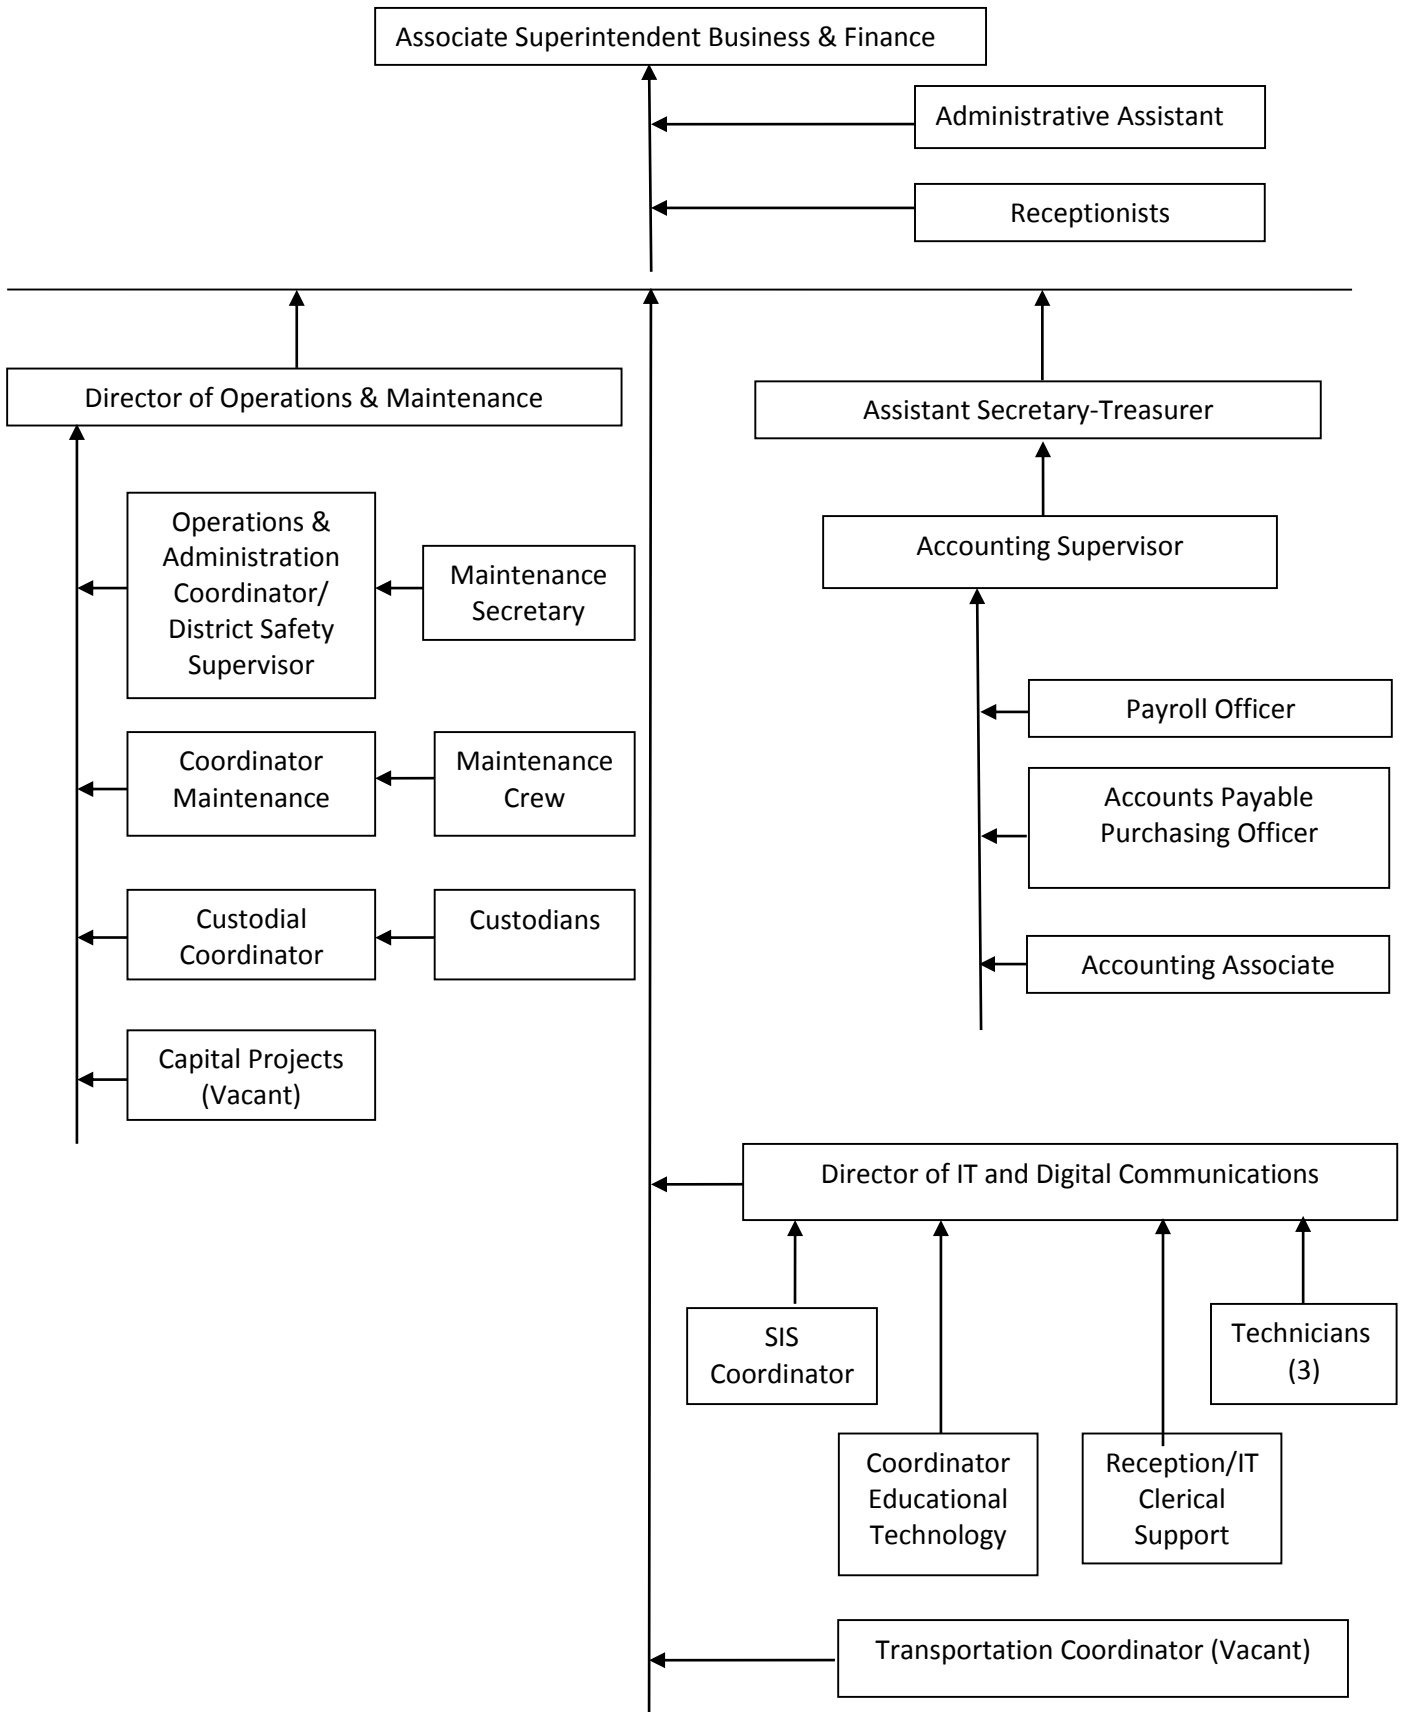 Associate Superintendent Business & Finance
Administrative Assistant
Receptionists
Director of Operations & Maintenance
Assistant Secretary-Treasurer
Operations &
Administration
Coordinator/
District Safety
Supervisor
Maintenance
Secretary
Accounting Supervisor
Payroll Officer
Coordinator
Maintenance
Maintenance
Crew
Accounts Payable
Purchasing Officer
Custodial
Coordinator
Custodians
Accounting Associate
Capital Projects
(Vacant)
Director of IT and Digital Communications
SIS
Coordinator
Technicians
(3)
Coordinator
Educational
Technology
Reception/IT
Clerical
Support
Transportation Coordinator (Vacant)